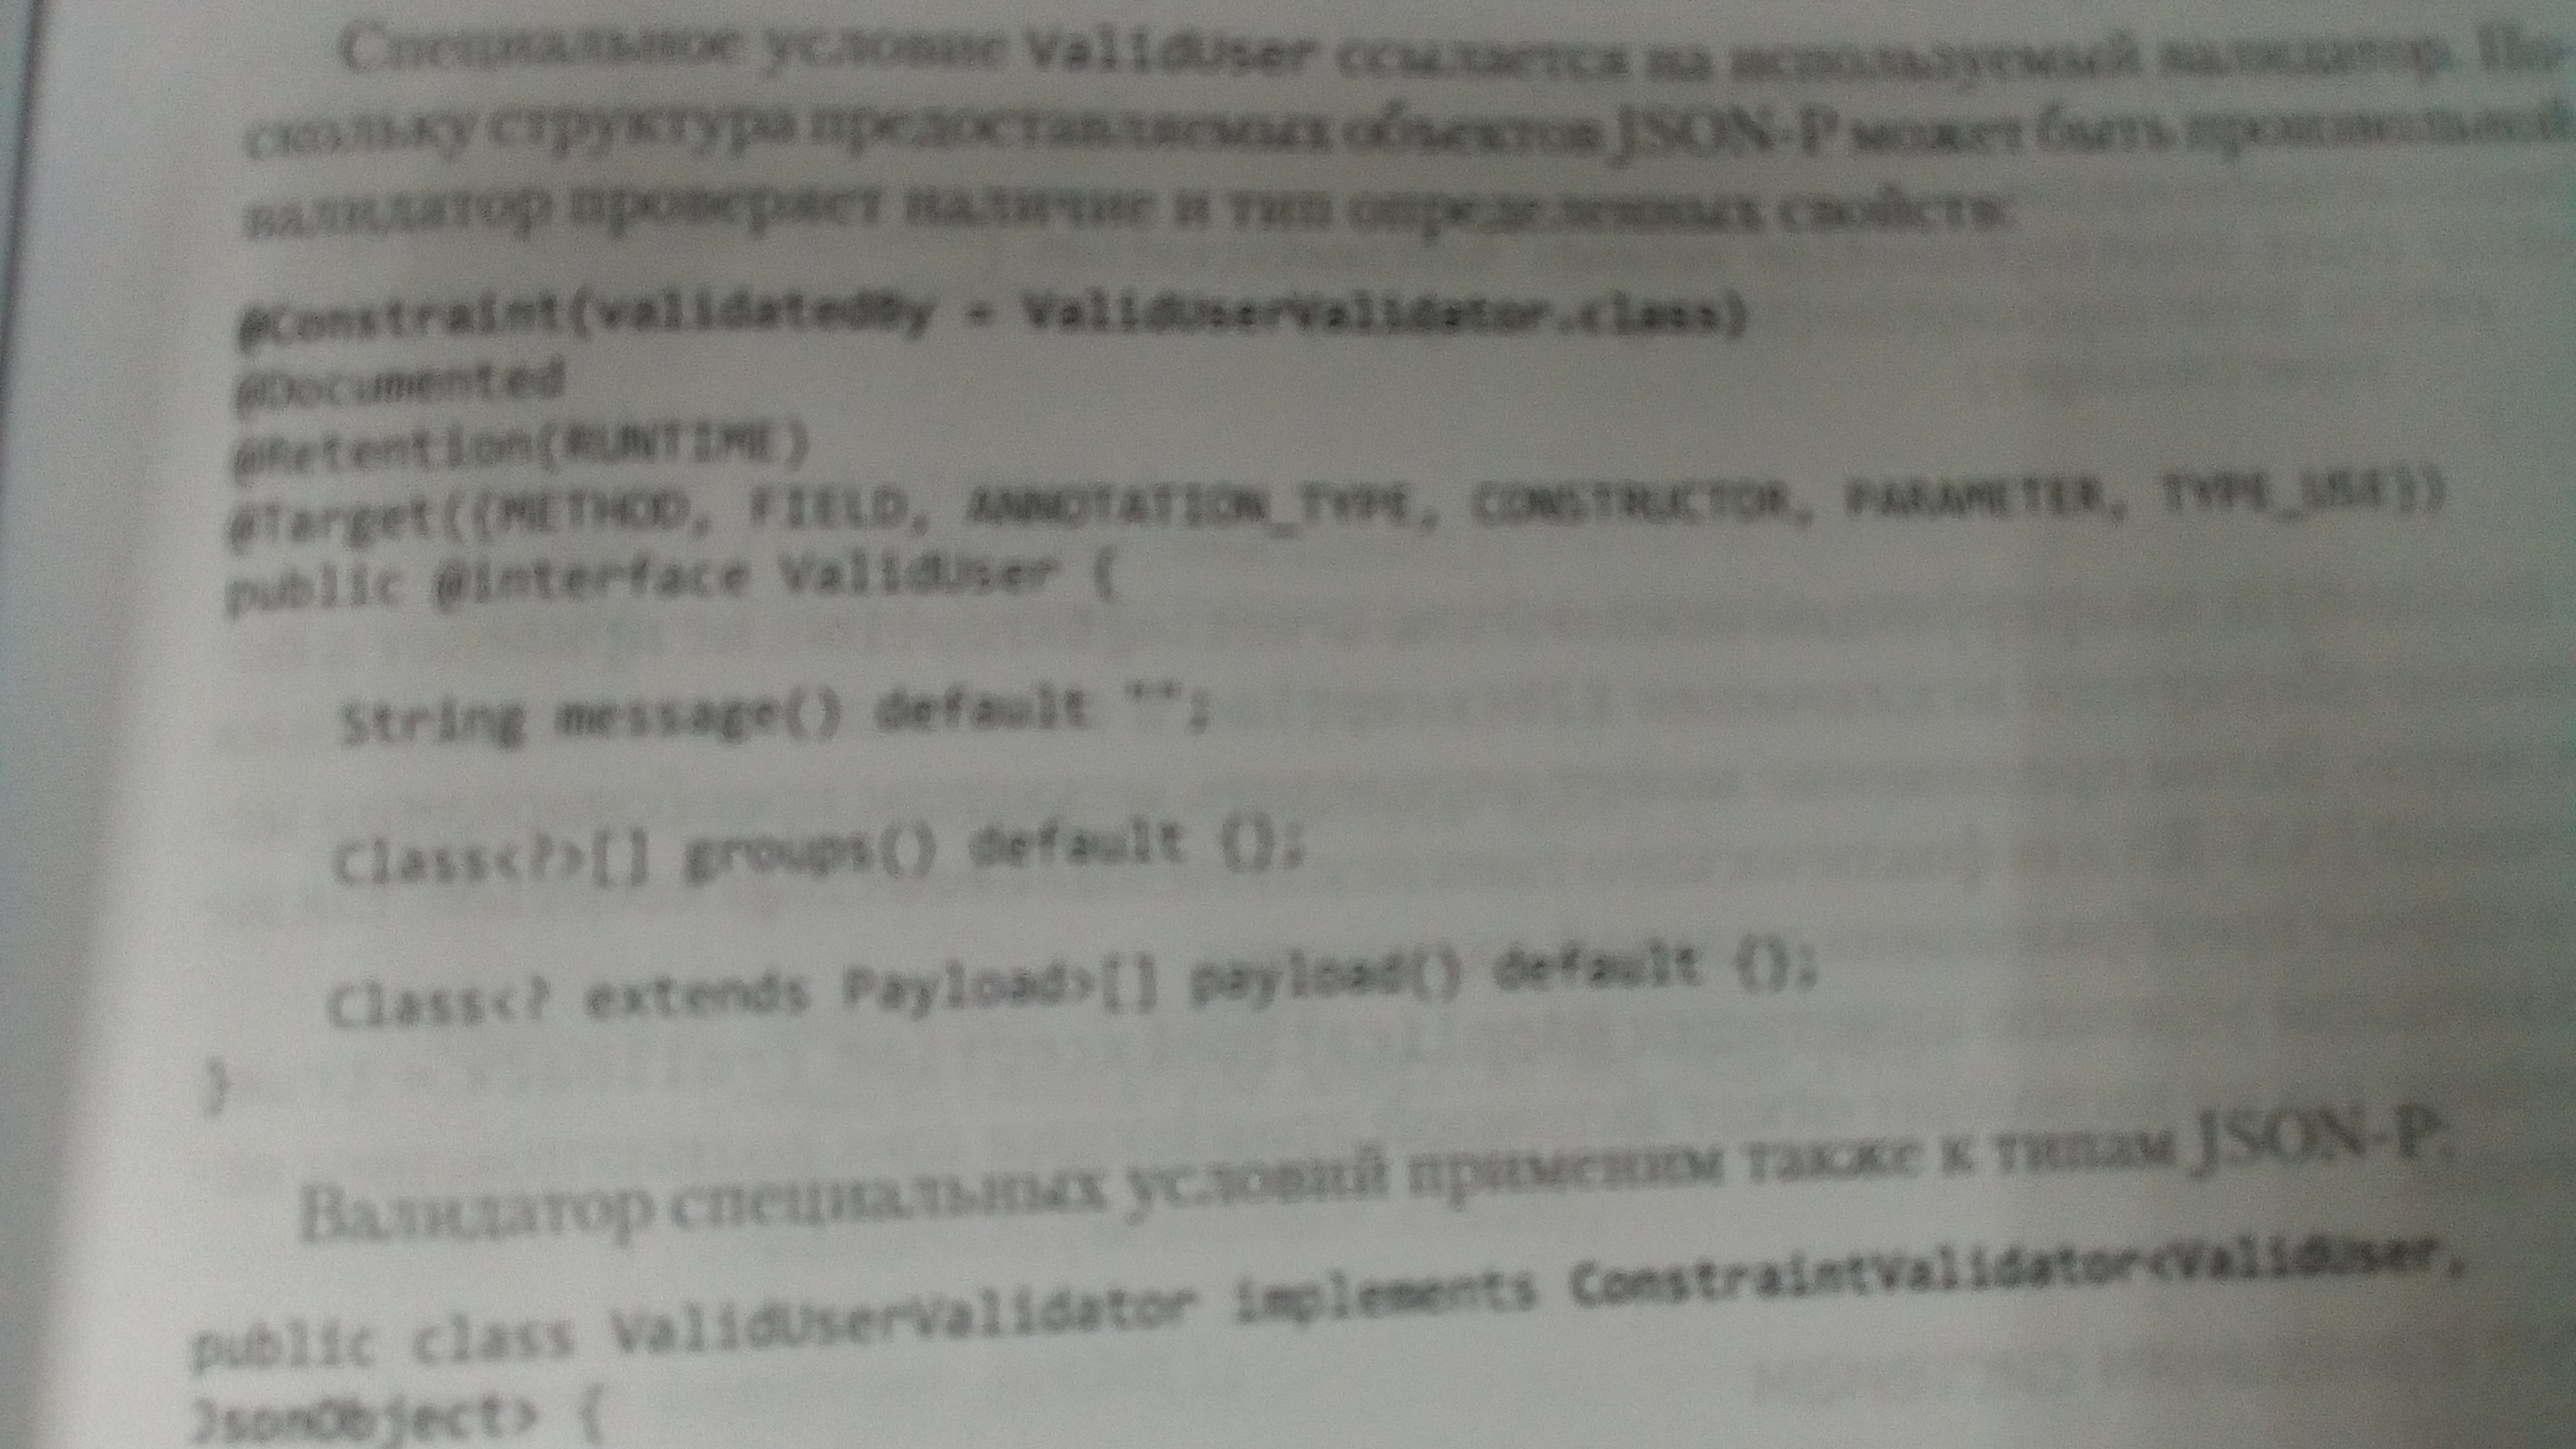 Специальное условие ValidUser ссылается на используемый валидатор. По-
скольку структура предоставляемых объектов JSON-P может быть произвольной
валидатор проверяет наличие и тип определенных свойств:
@Constraint(validatedBy = ValidUserValidator.class)
@Documented
@Retention(RUNTIME)
@Target({METHOD, FIELD, ANNOTATION_TYPE, CONSTRUCTOR, PARAMETER, TYPE_USE})
public @interface ValidUser {
String message() default "";
Class<?>[] groups() default {};
Class<? extends Payload>[] payload() default {};
}
Валидатор специальных условий применим также к типам JSON-P.
public class ValidUserValidator implements ConstraintValidator<ValidUser,
JsonObject> {